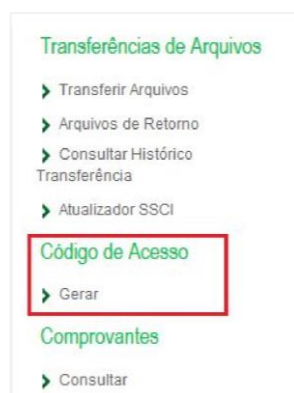 Transferências de Arquivos
Transferir Arquivos
Arquivos de Retorno
Consultar Histórico
Transferência
Atualizador SSCI
Código de Acesso
Gerar
Comprovantes
Consultar